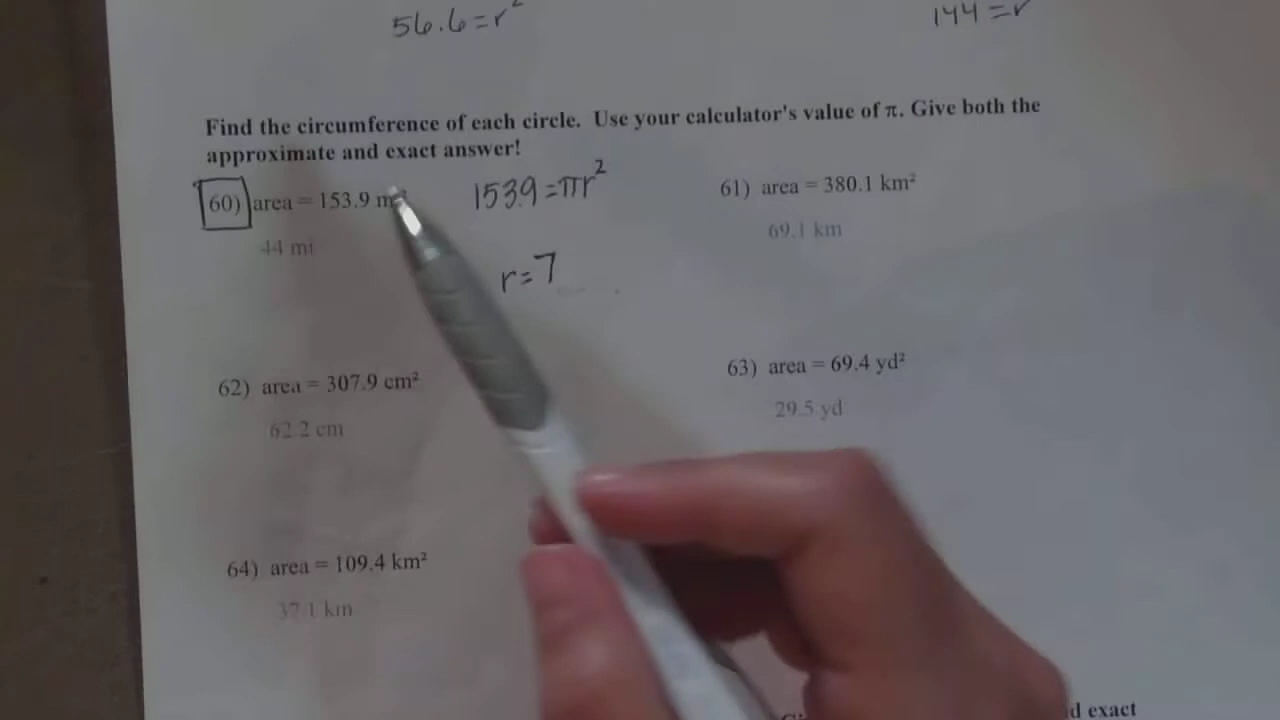 56.6=r²
144=r
Find the circumference of each circle. Use your calculator's value of π. Give both the
approximate and exact answer!
60) area = 153.9
153.9=πr²
44 mi
r=7
61) area = 380.1 km²
69.1 km
62) area = 307.9 cm²
62.2 cm
63) area = 69.4 yd²
29.5 yd
64) area = 109.4 km²
37.1 km
exact